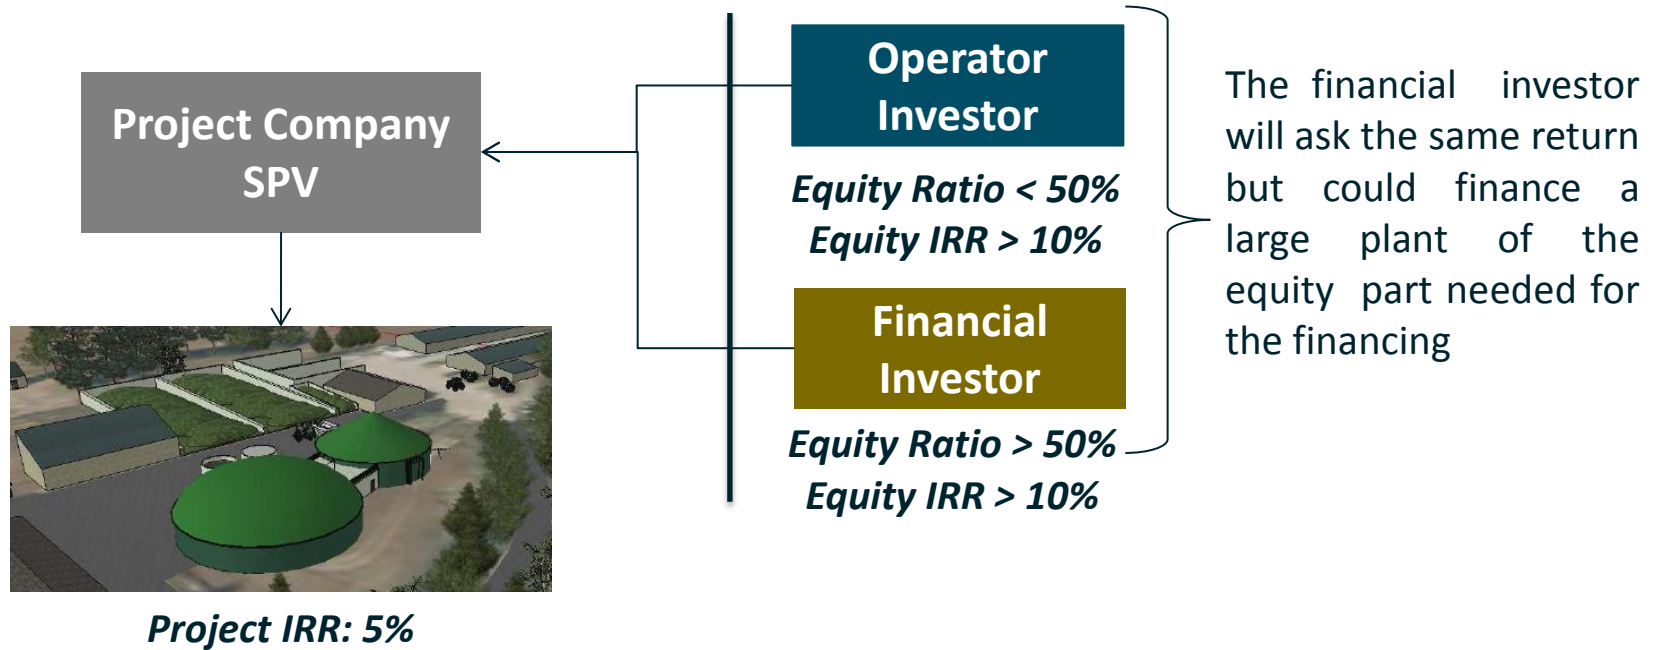 Project Company
SPV
Project IRR: 5%
Operator
Investor
Equity Ratio < 50%
Equity IRR > 10%
Financial
Investor
Equity Ratio > 50%
Equity IRR > 10%
The financial investor
will ask the same return
but could finance a
large plant of the
equity part needed for
the financing